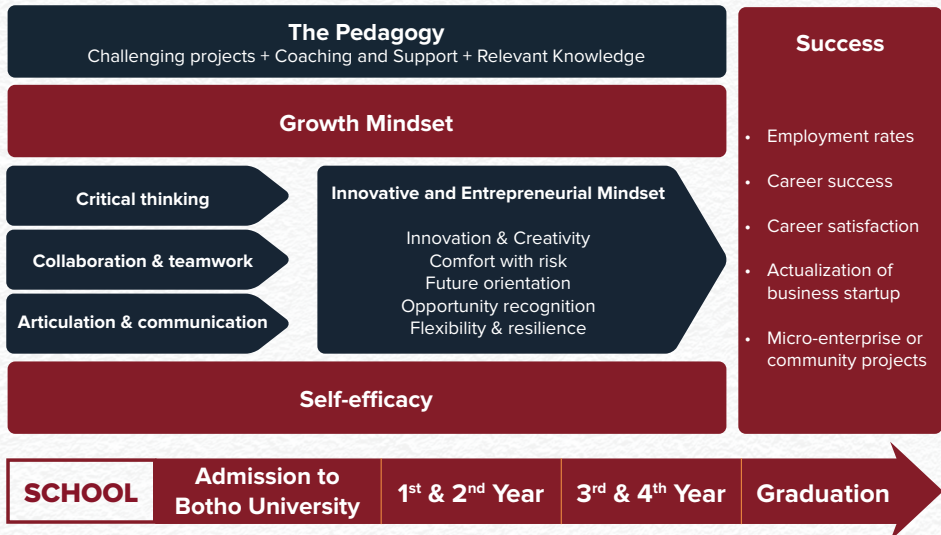 The Pedagogy
Challenging projects + Coaching and Support + Relevant Knowledge
Growth Mindset
Critical thinking
Collaboration & teamwork
Articulation & communication
Innovative and Entrepreneurial Mindset
Innovation & Creativity
Comfort with risk
Future orientation
Opportunity recognition
Flexibility & resilience
Self-efficacy
Success
• Employment rates
• Career success
• Career satisfaction
• Actualization of
business startup
• Micro-enterprise or
community projects
SCHOOL
Admission to
Botho University
1st & 2nd Year
3rd & 4th Year
Graduation